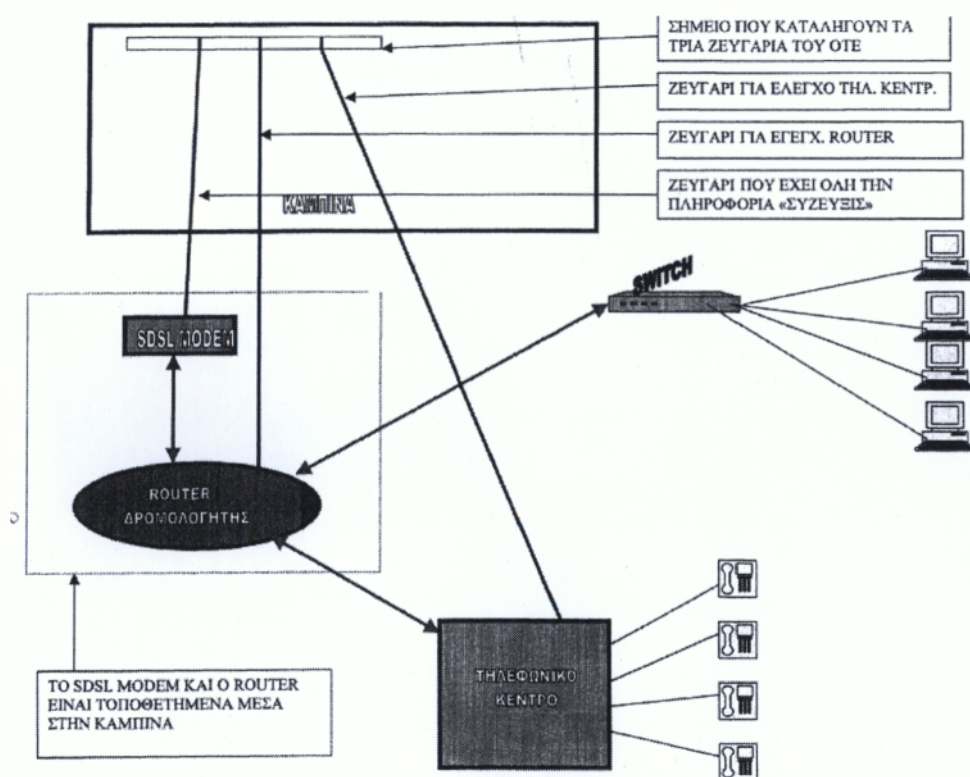 ΣΗΜΕΙΟ ΠΟΥ ΚΑΤΑΛΗΓΟΥΝ ΤΑ
ΤΡΙΑ ΖΕΥΓΑΡΙΑ ΤΟΥ ΟΤΕ
ΖΕΥΓΑΡΙ ΓΙΑ ΕΛΕΓΧΟ ΤΗΛ. ΚΕΝΤΡ.
ΖΕΥΓΑΡΙ ΓΙΑ ΕΓΕΓΧ. ROUTER
ΖΕΥΓΑΡΙ ΠΟΥ ΕΧΕΙ ΟΛΗ ΤΗΝ
ΠΛΗΡΟΦΟΡΙΑ «ΣΥΖΕΥΞΙΣ»
ΚΑΜΠΙΝΑ
SWITCH
SDSL MODEM
ROUTER
ΔΡΟΜΟΛΟΓΗΤΗΣ
ΤΗΛΕΦΩΝΙΚΟ
ΚΕΝΤΡΟ
ΤΟ SDSL MODEM ΚΑΙ Ο ROUTER
ΕΙΝΑΙ ΤΟΠΟΘΕΤΗΜΕΝΑ ΜΕΣΑ
ΣΤΗΝ ΚΑΜΠΙΝΑ